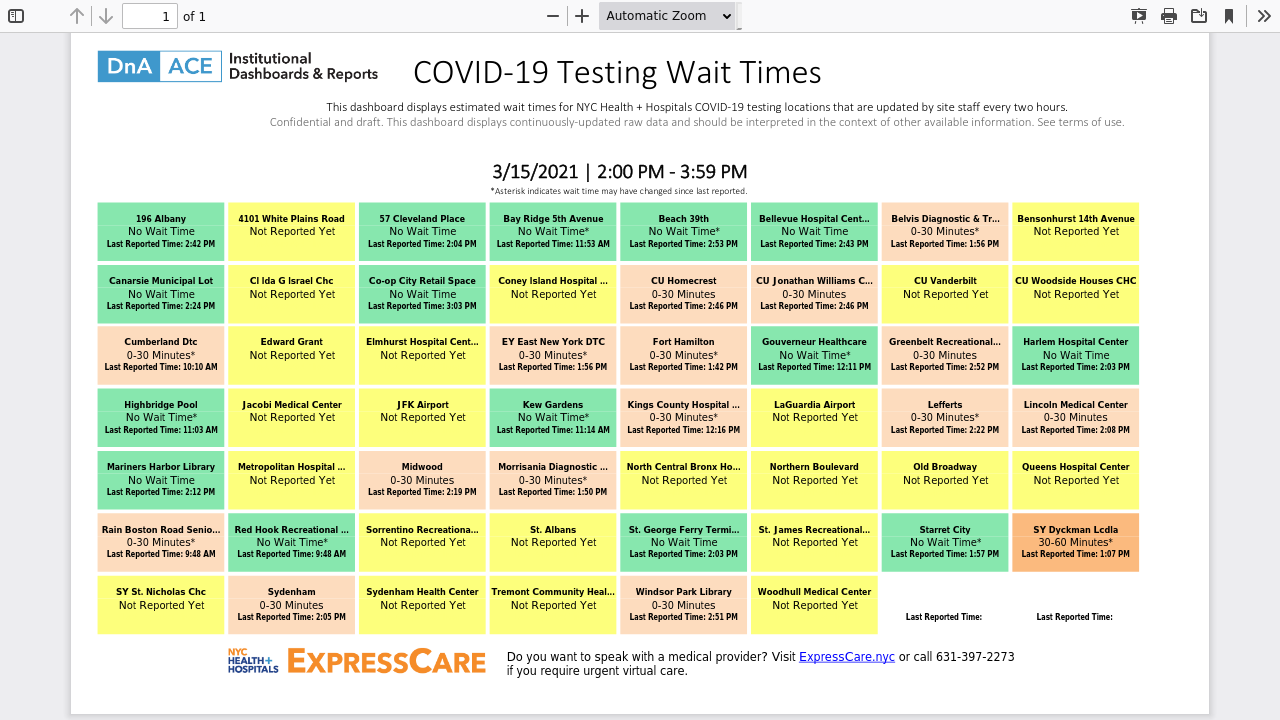 1 of 1
Automatic Zoom
DnA ACE
Institutional
Dashboards & Reports
COVID-19 Testing Wait Times
This dashboard displays estimated wait times for NYC Health + Hospitals COVID-19 testing locations that are updated by site staff every two hours.
Confidential and draft. This dashboard displays continuously-updated raw data and should be interpreted in the context of other available information. See terms of use.
3/15/2021 | 2:00 PM - 3:59 PM
*Asterisk indicates wait time may have changed since last reported.
196 Albany
No Wait Time
Last Reported Time: 2:42 PM
4101 White Plains Road
Not Reported Yet
57 Cleveland Place
No Wait Time
Last Reported Time: 2:04 PM
Bay Ridge 5th Avenue
No Wait Time*
Last Reported Time: 11:53 AM
Beach 39th
No Wait Time*
Last Reported Time: 2:53 PM
Bellevue Hospital Cent...
No Wait Time
Last Reported Time: 2:43 PM
Belvis Diagnostic & Tr...
0-30 Minutes*
Last Reported Time: 1:56 PM
Bensonhurst 14th Avenue
Not Reported Yet
Canarsie Municipal Lot
No Wait Time
Last Reported Time: 2:24 PM
Cl Ida G Israel Chc
Not Reported Yet
Co-op City Retail Space
No Wait Time
Last Reported Time: 3:03 PM
Coney Island Hospital ...
Not Reported Yet
CU Homecrest
0-30 Minutes
Last Reported Time: 2:46 PM
CU Jonathan Williams C...
0-30 Minutes
Last Reported Time: 2:46 PM
CU Vanderbilt
Not Reported Yet
CU Woodside Houses CHC
Not Reported Yet
Cumberland Dtc
0-30 Minutes*
Last Reported Time: 10:10 AM
Edward Grant
Not Reported Yet
Elmhurst Hospital Cent...
Not Reported Yet
EY East New York DTC
0-30 Minutes*
Last Reported Time: 1:56 PM
Fort Hamilton
0-30 Minutes*
Last Reported Time: 1:42 PM
Gouverneur Healthcare
No Wait Time*
Last Reported Time: 12:11 PM
Greenbelt Recreational...
0-30 Minutes
Last Reported Time: 2:52 PM
Harlem Hospital Center
No Wait Time
Last Reported Time: 2:03 PM
Highbridge Pool
No Wait Time*
Last Reported Time: 11:03 AM
Jacobi Medical Center
Not Reported Yet
JFK Airport
Not Reported Yet
Kew Gardens
No Wait Time*
Last Reported Time: 11:14 AM
Kings County Hospital ...
0-30 Minutes*
Last Reported Time: 12:16 PM
LaGuardia Airport
Not Reported Yet
Lefferts
0-30 Minutes*
Last Reported Time: 2:22 PM
Lincoln Medical Center
0-30 Minutes
Last Reported Time: 2:08 PM
Mariners Harbor Library
No Wait Time
Last Reported Time: 2:12 PM
Metropolitan Hospital ...
Not Reported Yet
Midwood
0-30 Minutes
Last Reported Time: 2:19 PM
Morrisania Diagnostic ...
0-30 Minutes*
Last Reported Time: 1:50 PM
North Central Bronx Ho...
Not Reported Yet
Northern Boulevard
Not Reported Yet
Old Broadway
Not Reported Yet
Queens Hospital Center
Not Reported Yet
Rain Boston Road Senio...
0-30 Minutes*
Last Reported Time: 9:48 AM
Red Hook Recreational ...
No Wait Time*
Last Reported Time: 9:48 AM
Sorrentino Recreationa...
Not Reported Yet
St. Albans
Not Reported Yet
St. George Ferry Termi...
No Wait Time
Last Reported Time: 2:03 PM
St. James Recreational...
Not Reported Yet
Starret City
No Wait Time*
Last Reported Time: 1:57 PM
SY Dyckman Lcdla
30-60 Minutes*
Last Reported Time: 1:07 PM
SY St. Nicholas Chc
Not Reported Yet
Sydenham
0-30 Minutes
Last Reported Time: 2:05 PM
Sydenham Health Center
Not Reported Yet
Tremont Community Heal...
Not Reported Yet
Windsor Park Library
0-30 Minutes
Last Reported Time: 2:51 PM
Woodhull Medical Center
Not Reported Yet
Last Reported Time:
Last Reported Time:
NYC
HEALTH+
HOSPITALS
EXPRESSCARE
Do you want to speak with a medical provider? Visit ExpressCare.nyc or call 631-397-2273
if you require urgent virtual care.